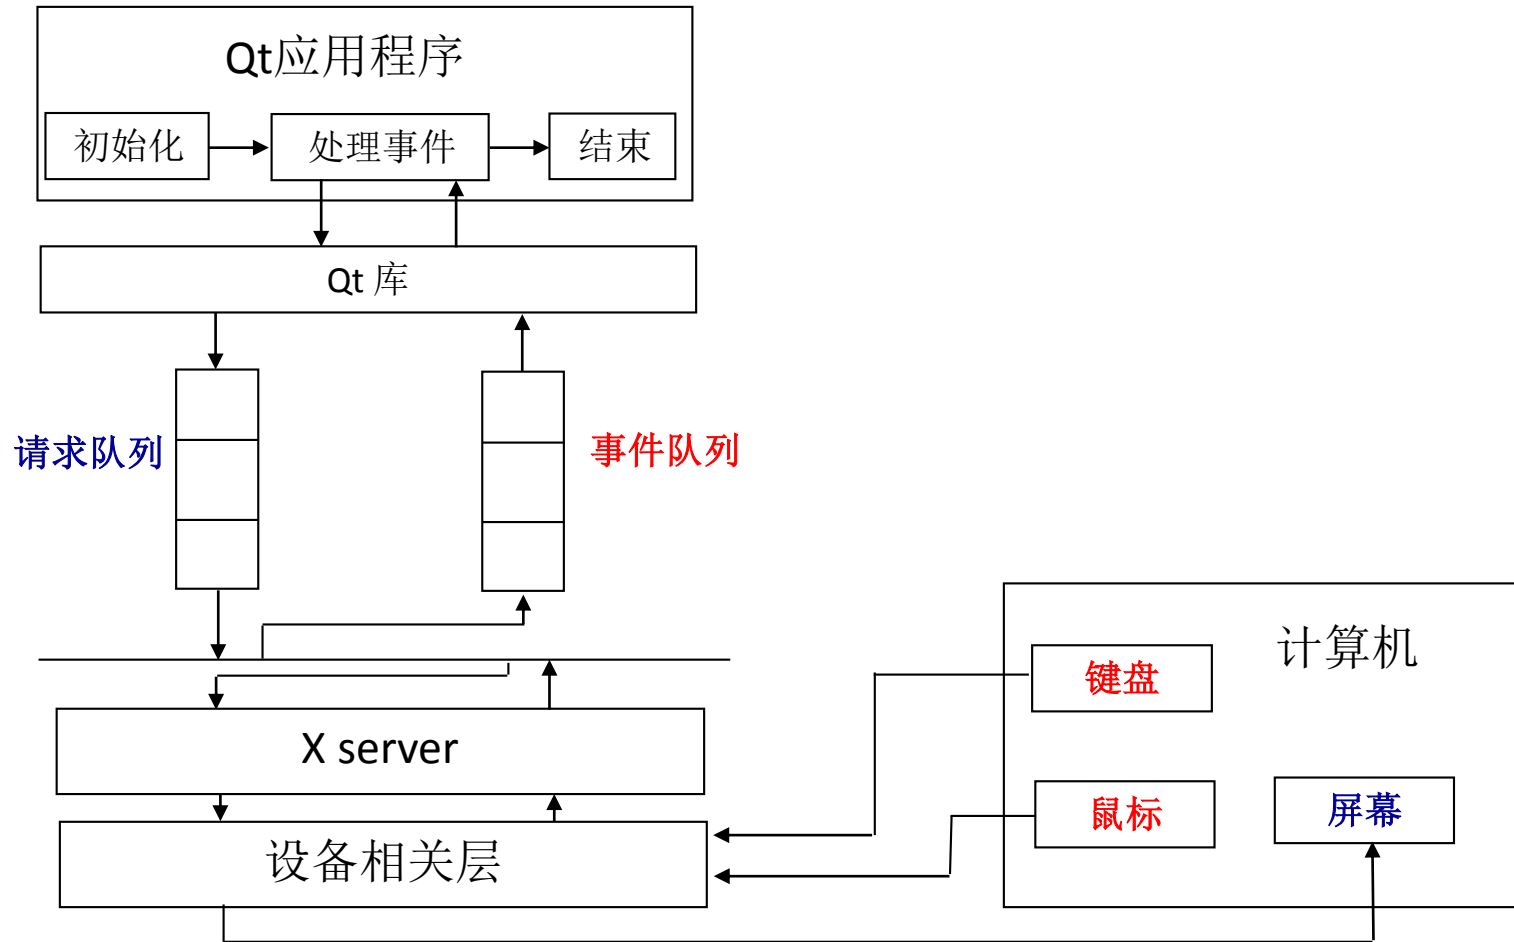 Qt应用程序
初始化
处理事件
结束
Qt 库
请求队列
事件队列
计算机
键盘
X server
鼠标
屏幕
设备相关层